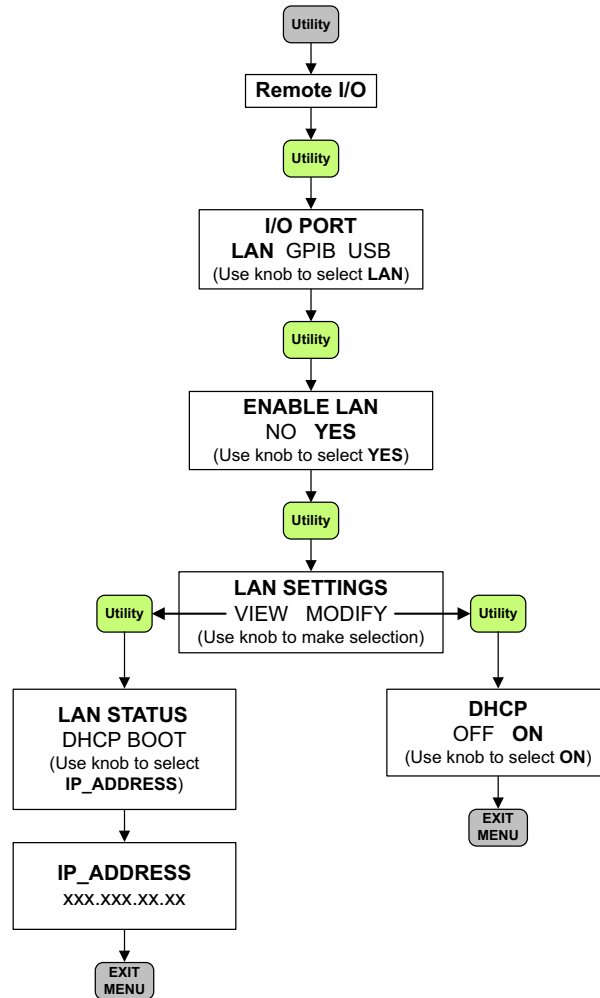 Utility
Remote I/O
Utility
I/O PORT
LAN GPIB USB
(Use knob to select LAN)
Utility
ENABLE LAN
NO YES
(Use knob to select YES)
Utility
LAN SETTINGS
VIEW MODIFY
(Use knob to make selection)
Utility
Utility
LAN STATUS
DHCP BOOT
(Use knob to select
IP_ADDRESS)
DHCP
OFF ON
(Use knob to select ON)
EXIT
MENU
IP_ADDRESS
xxx.xxx.xx.xx
EXIT
MENU